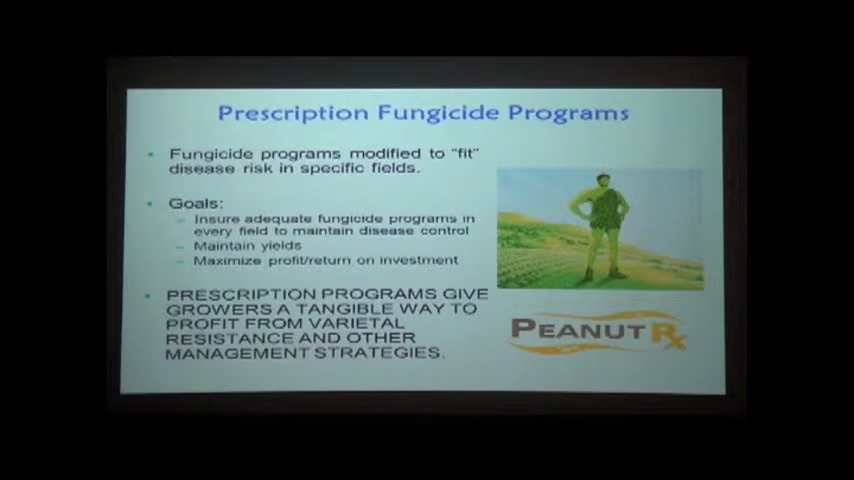 Prescription Fungicide Programs
• Fungicide programs modified to "fit"
disease risk in specific fields.
• Goals:
– Insure adequate fungicide programs in
every field to maintain disease control
– Maintain yields
– Maximize profit/return on investment
• PRESCRIPTION PROGRAMS GIVE
GROWERS A TANGIBLE WAY TO
PROFIT FROM VARIETAL
RESISTANCE AND OTHER
MANAGEMENT STRATEGIES.
PEANUT Rx